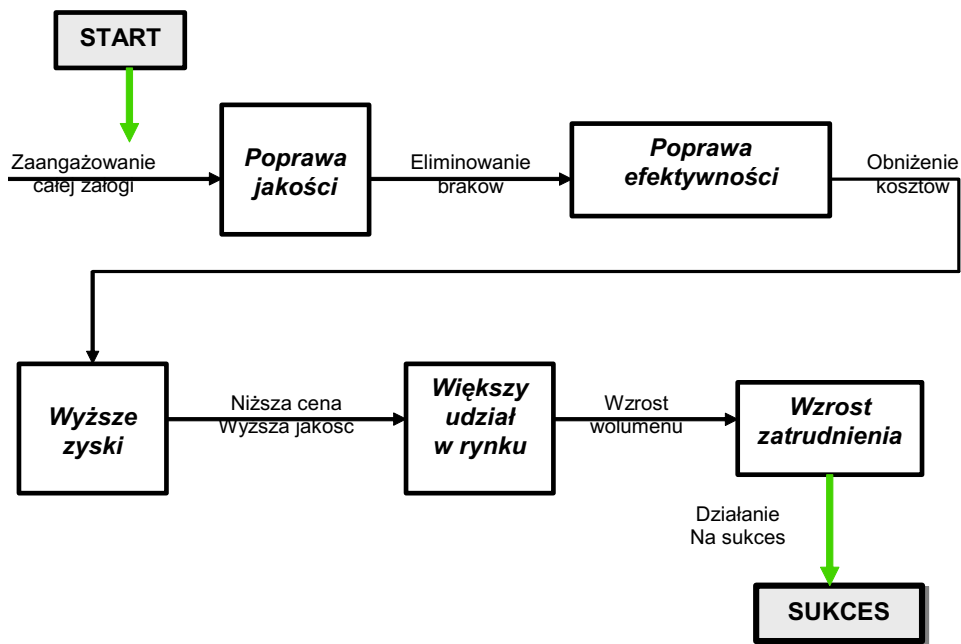 START
Zaangażowanie
całej załogi
Poprawa
jakości
Eliminowanie
braków
Poprawa
efektywności
Obniżenie
kosztów
Wyższe
zyski
Niższa cena
Wyższa jakość
Większy
udział
w rynku
Wzrost
wolumenu
Wzrost
zatrudnienia
Działanie
Na sukces
SUKCES